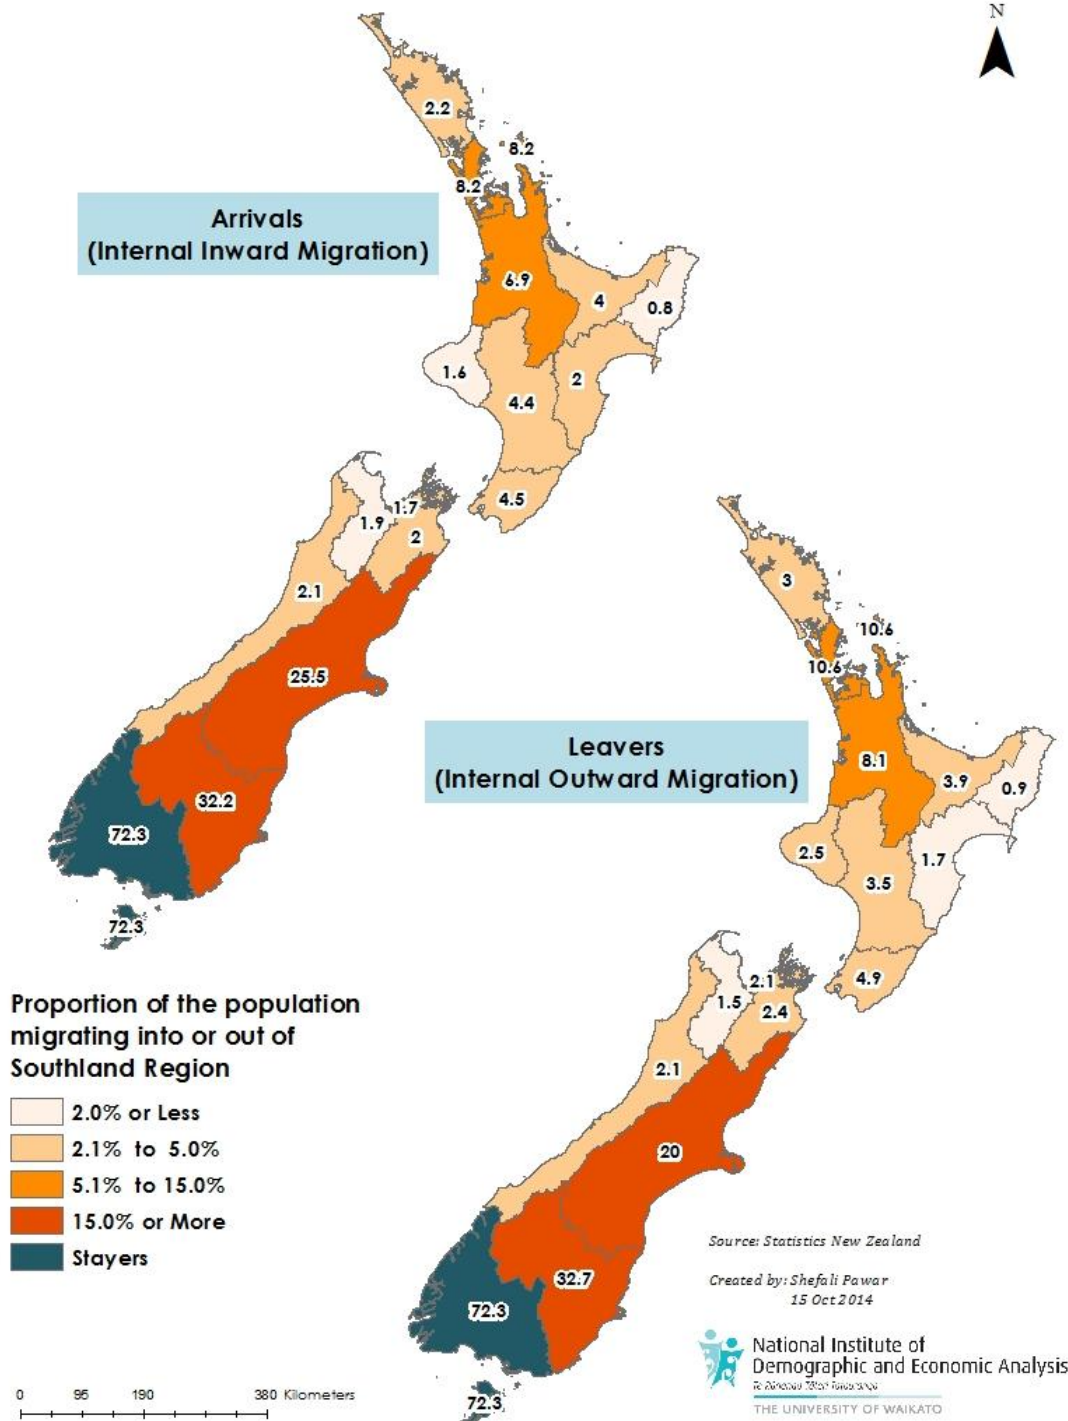 N
2.2
8.2
8.2
Arrivals
(Internal Inward Migration)
6.9
4
0.8
1.6
2
4.4
4.5
1.7
1.9
2
2.1
25.5
32.2
72.3
72.3
3
10.6
10.6
Leavers
(Internal Outward Migration)
8.1
3.9
0.9
2.5
1.7
3.5
4.9
2.1
1.5
2.4
2.1
20
32.7
72.3
72.3
Proportion of the population
migrating into or out of
Southland Region
2.0% or Less
2.1% to 5.0%
5.1% to 15.0%
15.0% or More
Stayers
0 95 190 380 Kilometers
Source: Statistics New Zealand
Created by: Shefali Pawar
15 Oct 2014
National Institute of
Demographic and Economic Analysis
THE UNIVERSITY OF WAIKATO